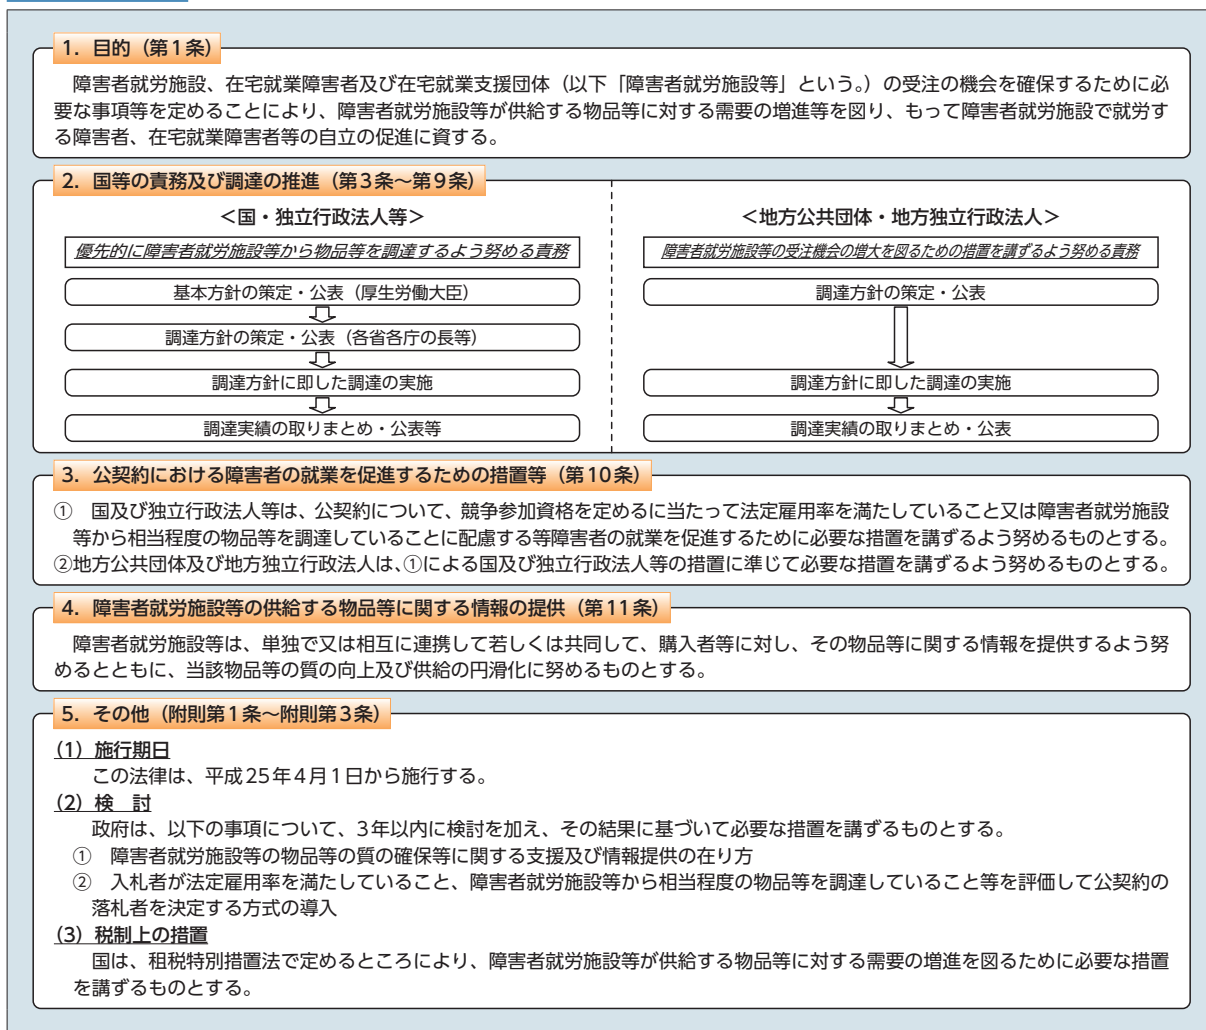 1．目的（第1条）
障害者就労施設、在宅就業障害者及び在宅就業支援団体（以下「障害者就労施設等」という。）の受注の機会を確保するために必
要な事項等を定めることにより、障害者就労施設等が供給する物品等に対する需要の増進等を図り、もって障害者就労施設で就労す
る障害者、在宅就業障害者等の自立の促進に資する。
2．国等の責務及び調達の推進（第3条～第9条）
＜国・独立行政法人等＞
優先的に障害者就労施設等から物品等を調達するよう努める責務
基本方針の策定・公表（厚生労働大臣）
調達方針の策定・公表（各省各庁の長等）
調達方針に即した調達の実施
調達実績の取りまとめ・公表等
＜地方公共団体・地方独立行政法人＞
障害者就労施設等の受注機会の増大を図るための措置を講ずるよう努める責務
調達方針の策定・公表
調達方針に即した調達の実施
調達実績の取りまとめ・公表
3．公契約における障害者の就業を促進するための措置等（第10条）
①　国及び独立行政法人等は、公契約について、競争参加資格を定めるに当たって法定雇用率を満たしていること又は障害者就労施設
等から相当程度の物品等を調達していることに配慮する等障害者の就業を促進するために必要な措置を講ずるよう努めるものとする。
②地方公共団体及び地方独立行政法人は、①による国及び独立行政法人等の措置に準じて必要な措置を講ずるよう努めるものとする。
4．障害者就労施設等の供給する物品等に関する情報の提供（第11条）
障害者就労施設等は、単独で又は相互に連携して若しくは共同して、購入者等に対し、その物品等に関する情報を提供するよう努
めるとともに、当該物品等の質の向上及び供給の円滑化に努めるものとする。
5．その他（附則第1条～附則第3条）
（1）施行期日
この法律は、平成25年4月1日から施行する。
（2）検　討
政府は、以下の事項について、3年以内に検討を加え、その結果に基づいて必要な措置を講ずるものとする。
①　障害者就労施設等の物品等の質の確保等に関する支援及び情報提供の在り方
②　入札者が法定雇用率を満たしていること、障害者就労施設等から相当程度の物品等を調達していること等を評価して公契約の
落札者を決定する方式の導入
（3）税制上の措置
国は、租税特別措置法で定めるところにより、障害者就労施設等が供給する物品等に対する需要の増進を図るために必要な措置
を講ずるものとする。